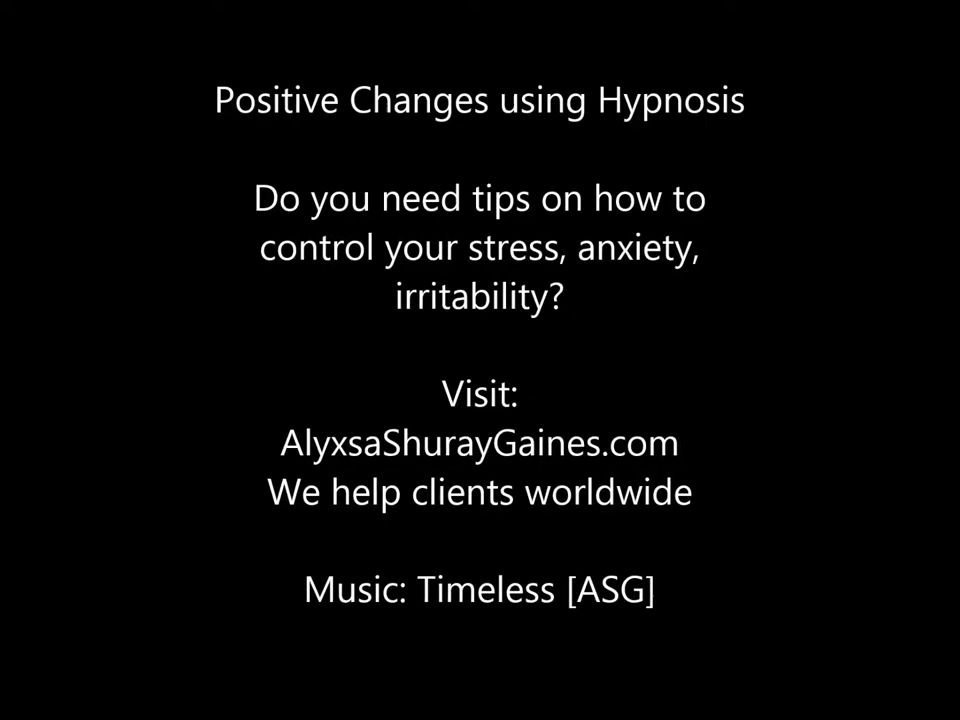 Positive Changes using Hypnosis
Do you need tips on how to
control your stress, anxiety,
irritability?
Visit:
AlyxsaShurayGaines.com
We help clients worldwide
Music: Timeless [ASG]